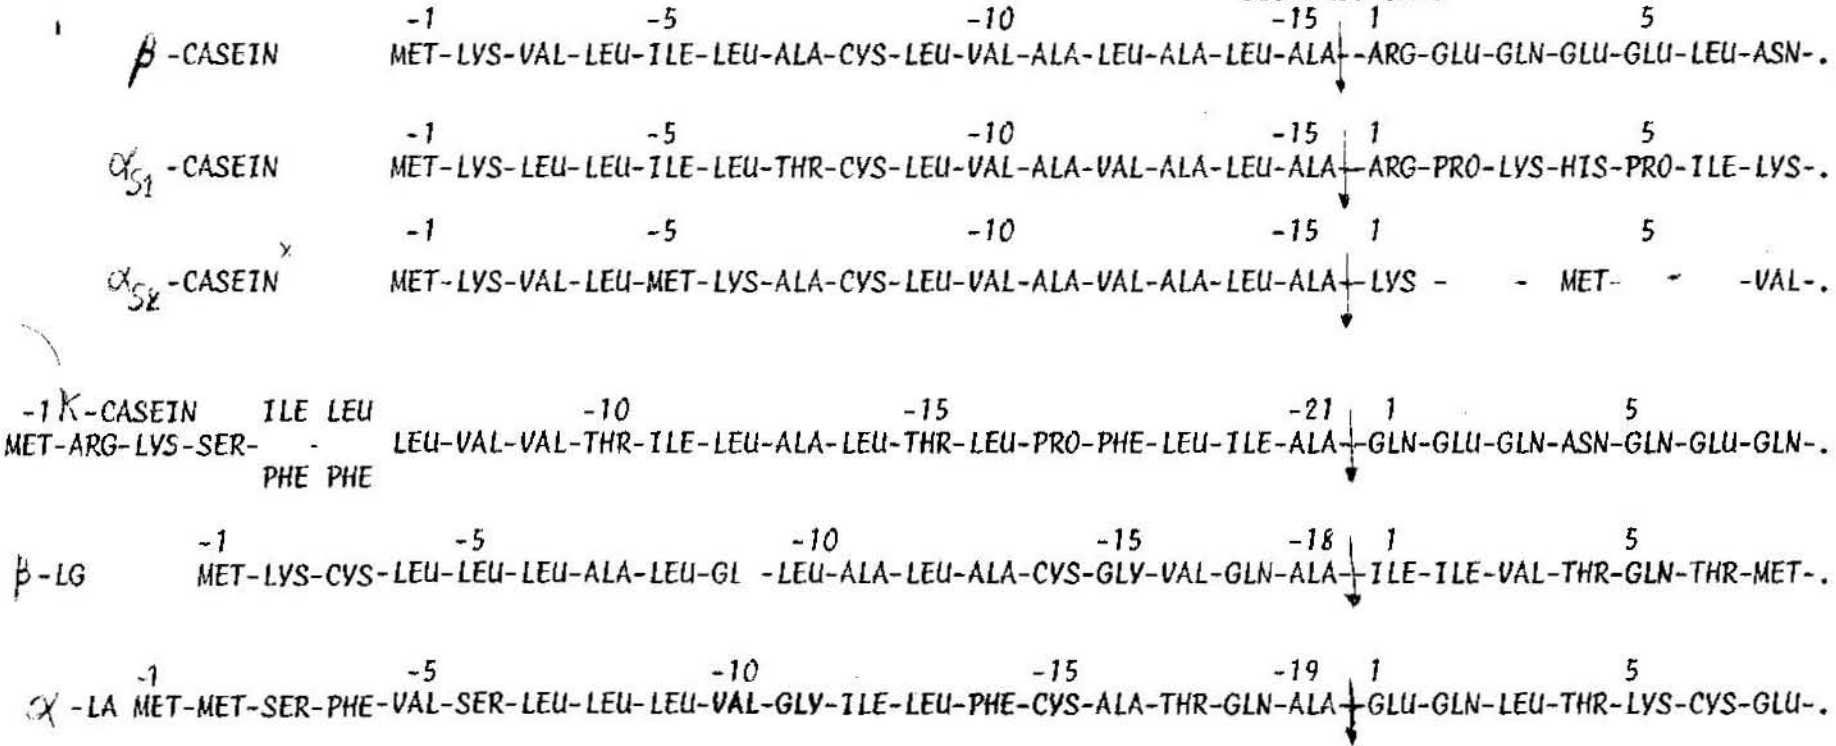 -1 -5 -10 -15 1 5
β-CASEIN MET-LYS-VAL-LEU-ILE-LEU-ALA-CYS-LEU-VAL-ALA-LEU-ALA-LEU-ALA--ARG-GLU-GLN-GLU-GLU-LEU-ASN-.
-1 -5 -10 -15 1 5
αS1-CASEIN MET-LYS-LEU-LEU-ILE-LEU-THR-CYS-LEU-VAL-ALA-VAL-ALA-LEU-ALA--ARG-PRO-LYS-HIS-PRO-ILE-LYS-.
-1 -5 -10 -15 1 5
αS2-CASEIN x MET-LYS-VAL-LEU-MET-LYS-ALA-CYS-LEU-VAL-ALA-VAL-ALA-LEU-ALA--LYS - - MET- - -VAL-.
-1 K-CASEIN ILE LEU -10 -15 -21 1 5
MET-ARG-LYS-SER- - LEU-VAL-VAL-THR-ILE-LEU-ALA-LEU-THR-LEU-PRO-PHE-LEU-ILE-ALA--GLN-GLU-GLN-ASN-GLN-GLU-GLN-.
PHE PHE
-1 -5 -10 -15 -18 1 5
β-LG MET-LYS-CYS-LEU-LEU-LEU-ALA-LEU-GL -LEU-ALA-LEU-ALA-CYS-GLY-VAL-GLN-ALA--ILE-ILE-VAL-THR-GLN-THR-MET-.
-1 -5 -10 -15 -19 1 5
α-LA MET-MET-SER-PHE-VAL-SER-LEU-LEU-LEU-VAL-GLY-ILE-LEU-PHE-CYS-ALA-THR-GLN-ALA--GLU-GLN-LEU-THR-LYS-CYS-GLU-.